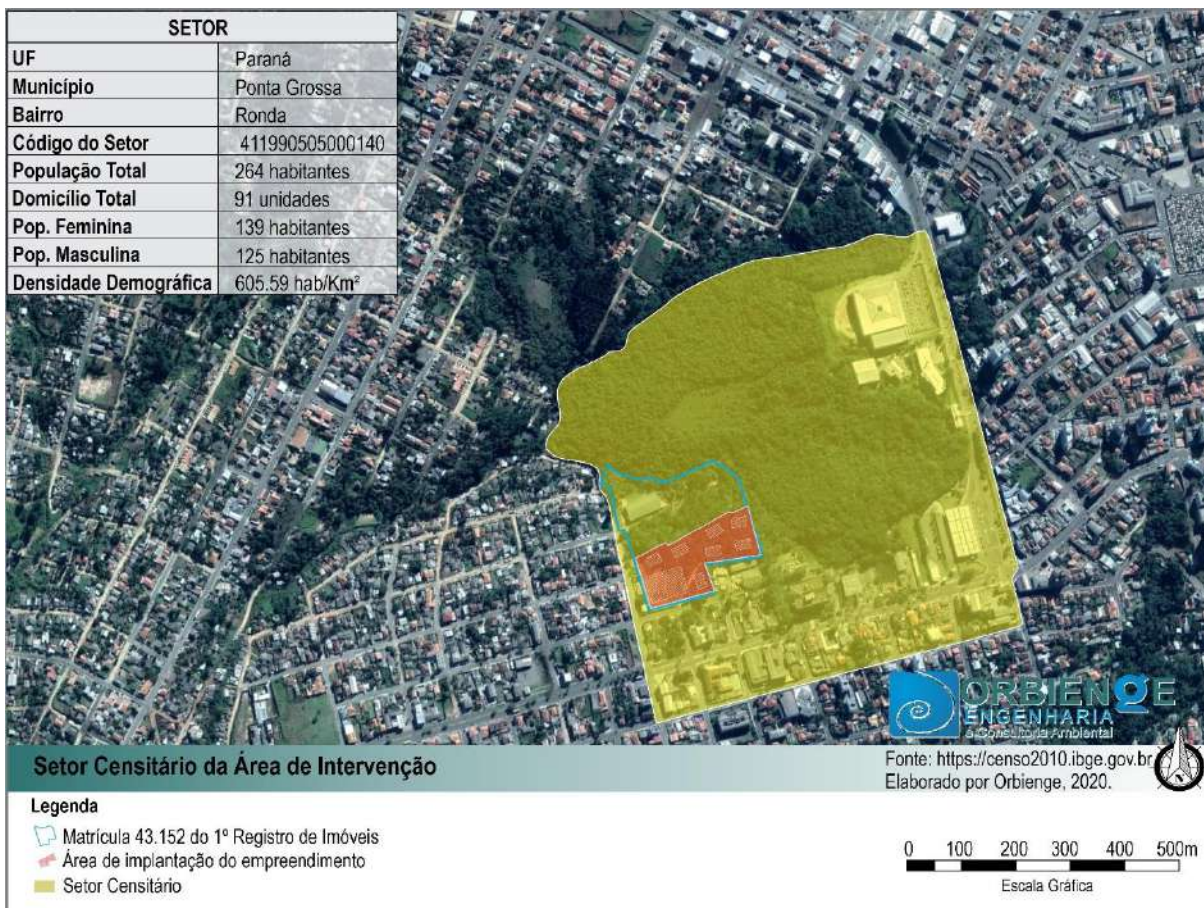 SETOR
UF Paraná
Município Ponta Grossa
Bairro Ronda
Código do Setor 411990505000140
População Total 264 habitantes
Domicílio Total 91 unidades
Pop. Feminina 139 habitantes
Pop. Masculina 125 habitantes
Densidade Demográfica 605.59 hab/Km²
ORBIENGE
ENGENHARIA
& Consultoria Ambiental
Setor Censitário da Área de Intervenção
Fonte: https://censo2010.ibge.gov.br
Elaborado por Orbienge, 2020.
N
Legenda
Matrícula 43.152 do 1º Registro de Imóveis
Área de implantação do empreendimento
Setor Censitário
0 100 200 300 400 500m
Escala Gráfica